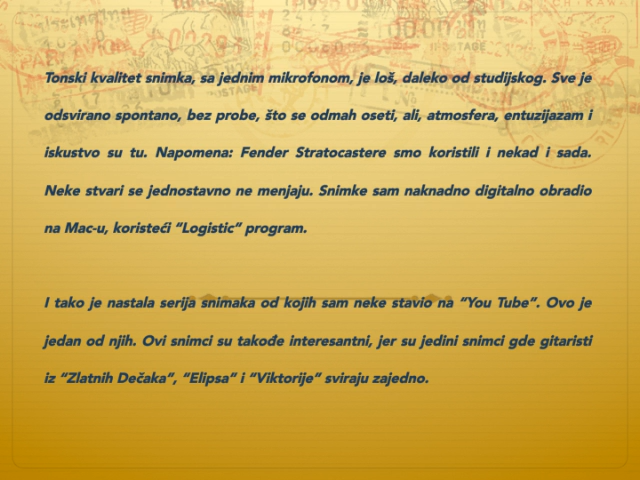 Tonski kvalitet snimka, sa jednim mikrofonom, je loš, daleko od studijskog. Sve je
odsvirano spontano, bez probe, što se odmah oseti, ali, atmosfera, entuzijazam i
iskustvo su tu. Napomena: Fender Stratocastere smo koristili i nekad i sada.
Neke stvari se jednostavno ne menjaju. Snimke sam naknadno digitalno obradio
na Mac-u, koristeći “Logistic” program.
I tako je nastala serija snimaka od kojih sam neke stavio na “You Tube”. Ovo je
jedan od njih. Ovi snimci su takođe interesantni, jer su jedini snimci gde gitaristi
iz “Zlatnih Dečaka”, “Elipsa” i “Viktorije” sviraju zajedno.